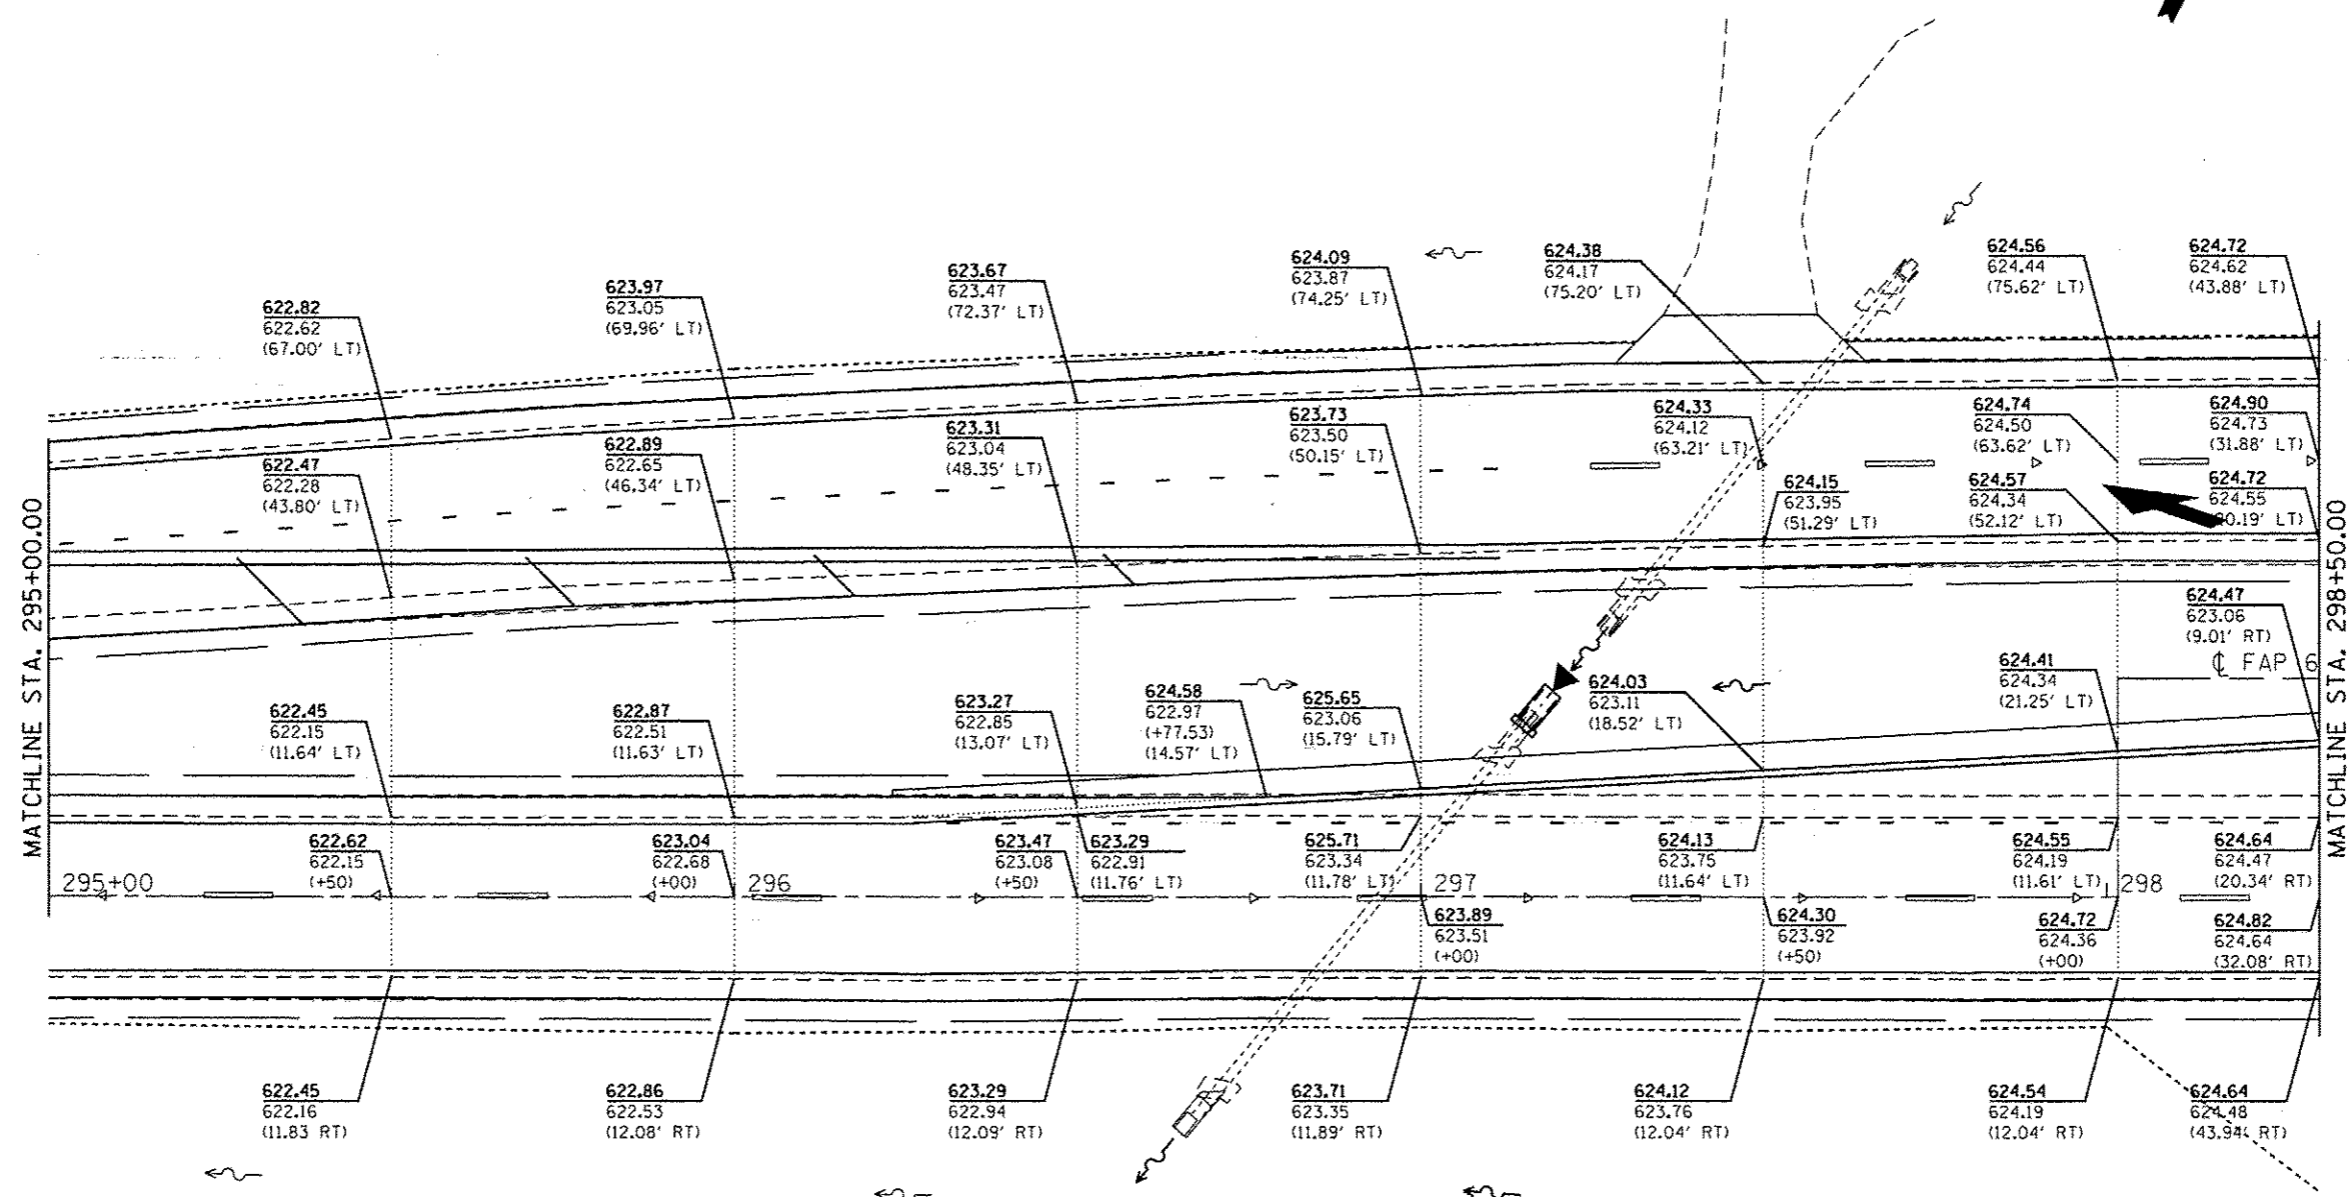 622.82
622.62
(67.00' LT)
623.97
623.05
(69.96' LT)
623.67
623.47
(72.37' LT)
624.09
623.87
(74.25' LT)
624.38
624.17
(75.20' LT)
624.56
624.44
(75.62' LT)
624.72
624.62
(43.88' LT)
622.47
622.28
(43.80' LT)
622.89
622.65
(46.34' LT)
623.31
623.04
(48.35' LT)
623.73
623.50
(50.15' LT)
624.33
624.12
(63.21' LT)
624.74
624.50
(63.62' LT)
624.90
624.73
(31.88' LT)
624.15
623.95
(51.29' LT)
624.57
624.34
(52.12' LT)
624.72
624.55
0.19' LT)
MATCHLINE STA. 295+00.00
MATCHLINE STA. 298+50.00
624.47
623.06
(9.01' RT)
℄ FAP 6
622.45
622.15
(11.64' LT)
622.87
622.51
(11.63' LT)
623.27
622.85
(13.07' LT)
624.58
622.97
(+77.53)
(14.57' LT)
625.65
623.06
(15.79' LT)
624.03
623.11
(18.52' LT)
624.41
624.34
(21.25' LT)
622.62
622.15
(+50)
623.04
622.68
(+00)
623.47
623.08
(+50)
623.29
622.91
(11.76' LT)
625.71
623.34
(11.78' LT)
624.13
623.75
(11.64' LT)
624.55
624.19
(11.61' LT)
624.64
624.47
(20.34' RT)
295+00
296
297
298
623.89
623.51
(+00)
624.30
623.92
(+50)
624.72
624.36
(+00)
624.82
624.64
(32.08' RT)
622.45
622.16
(11.83 RT)
622.86
622.53
(12.08' RT)
623.29
622.94
(12.09' RT)
623.71
623.35
(11.89' RT)
624.12
623.76
(12.04' RT)
624.54
624.19
(12.04' RT)
624.64
624.48
(43.94' RT)